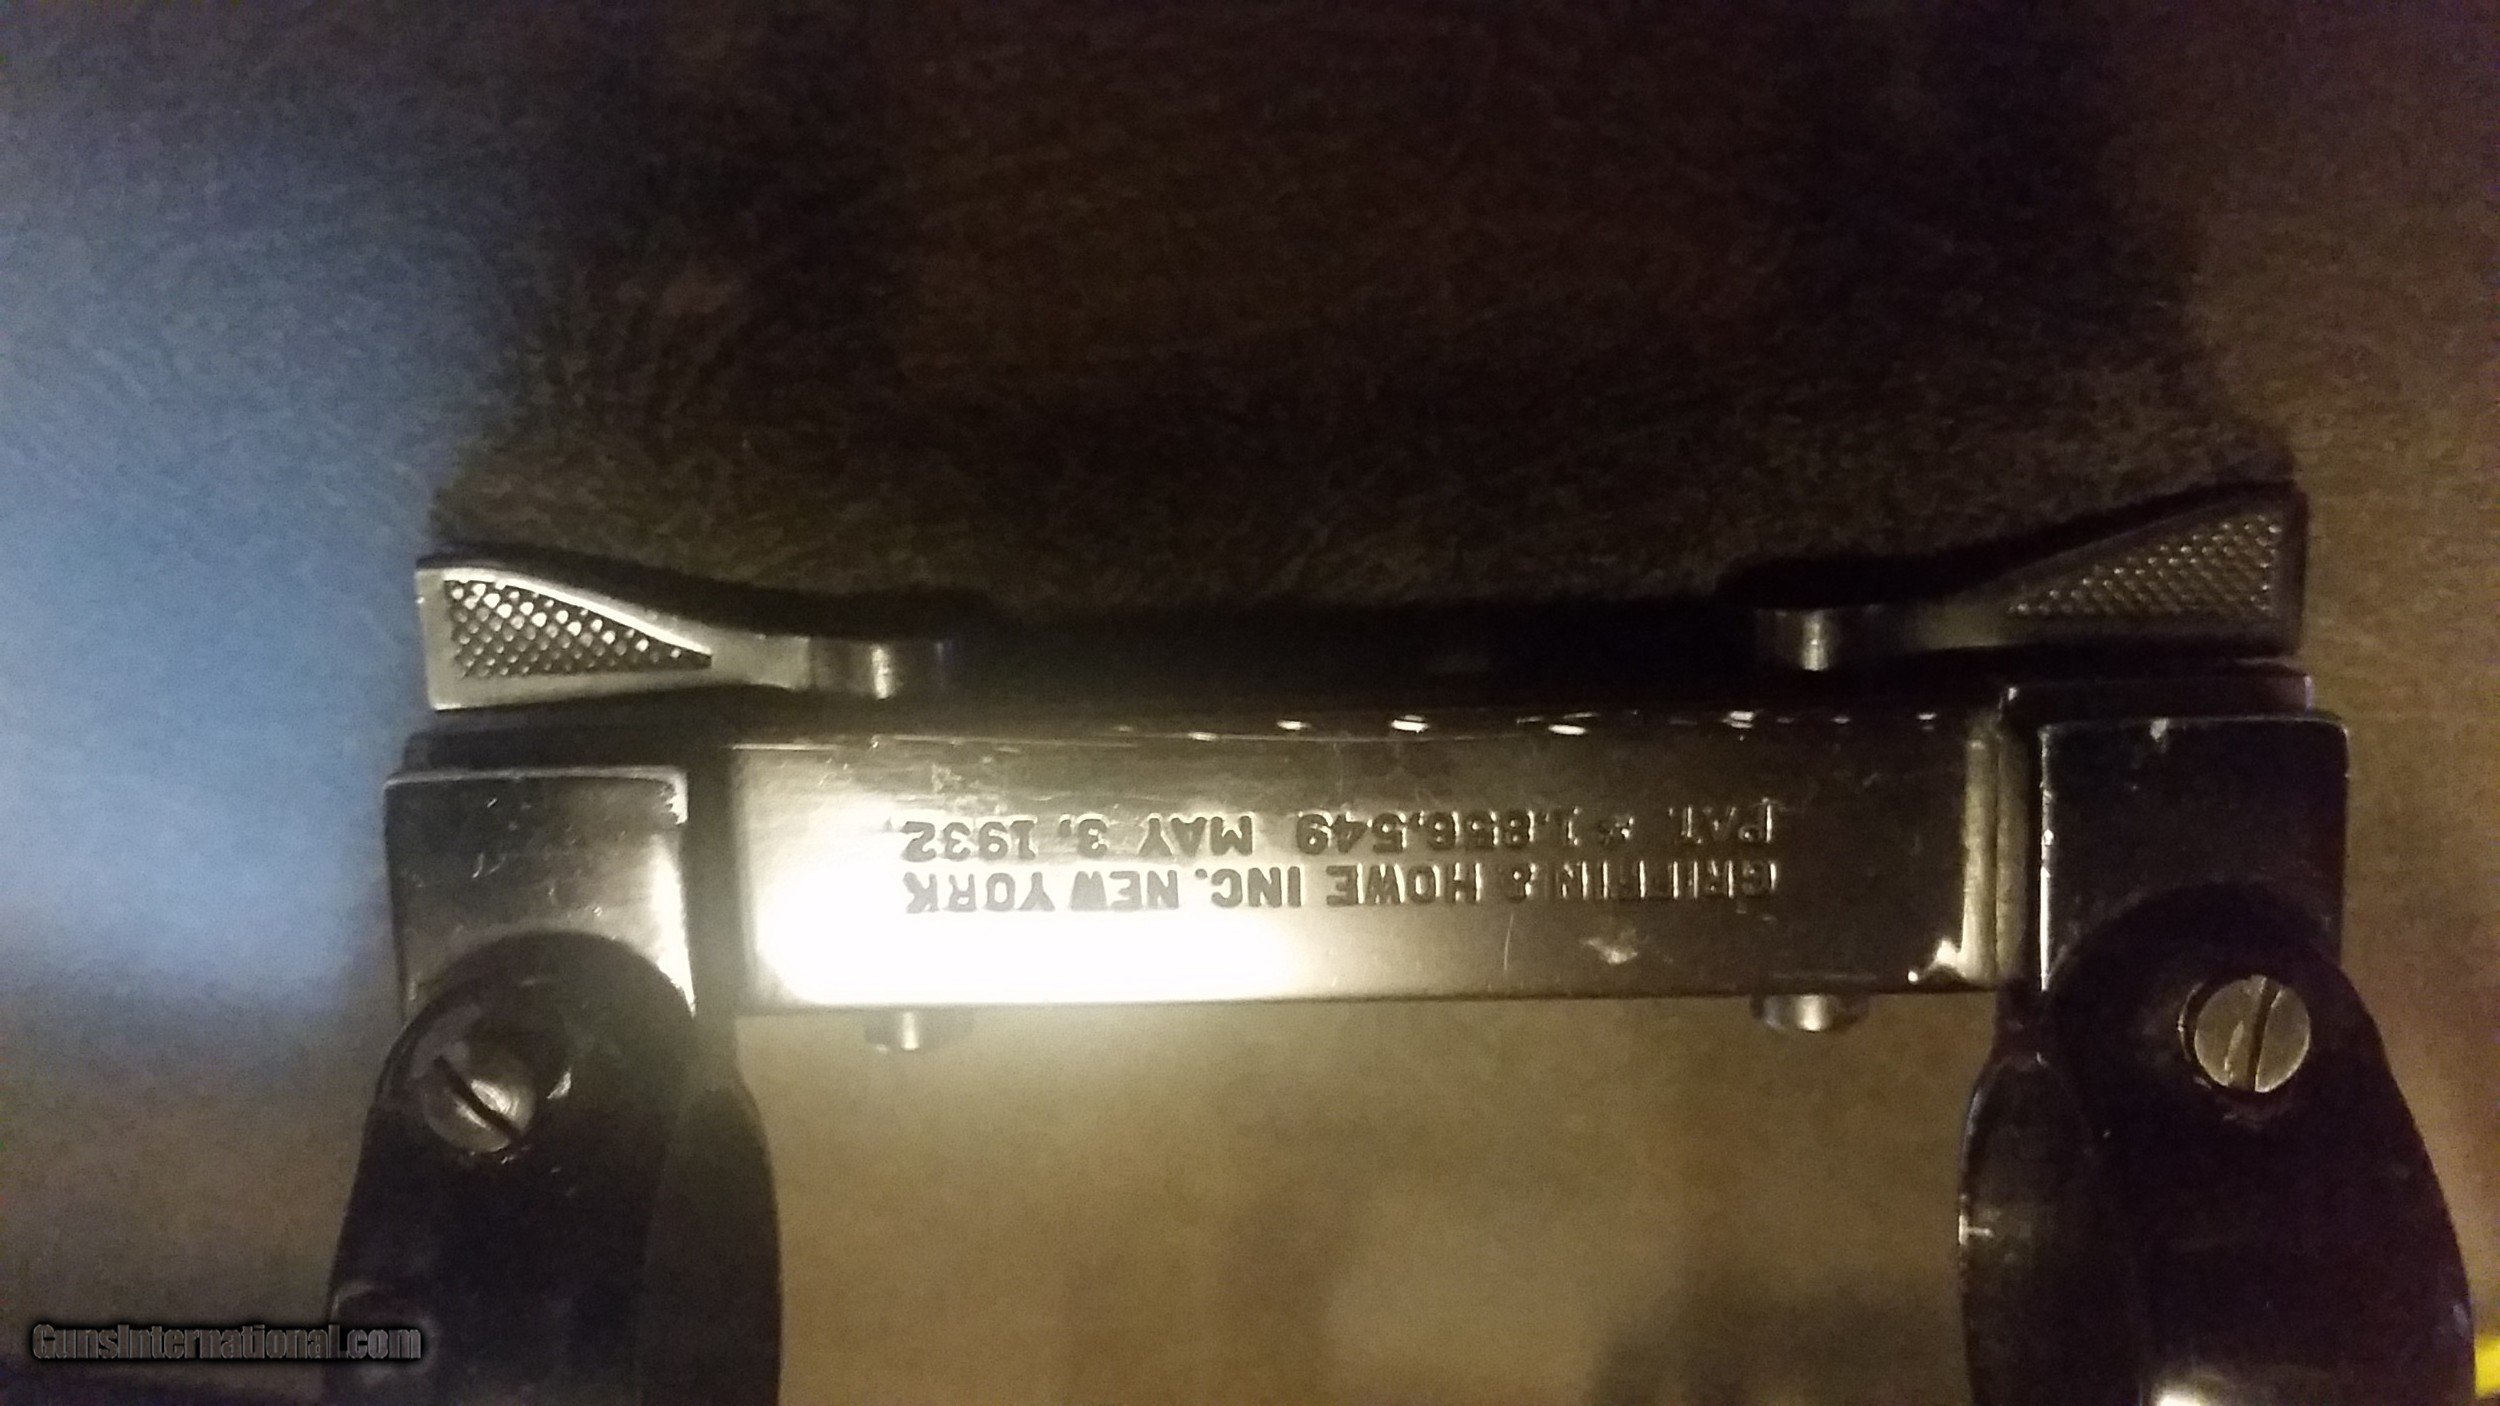 GRIFFIN & HOWE INC. NEW YORK
PAT. 1,856,549 MAY 3, 1932
GunsInternational.com